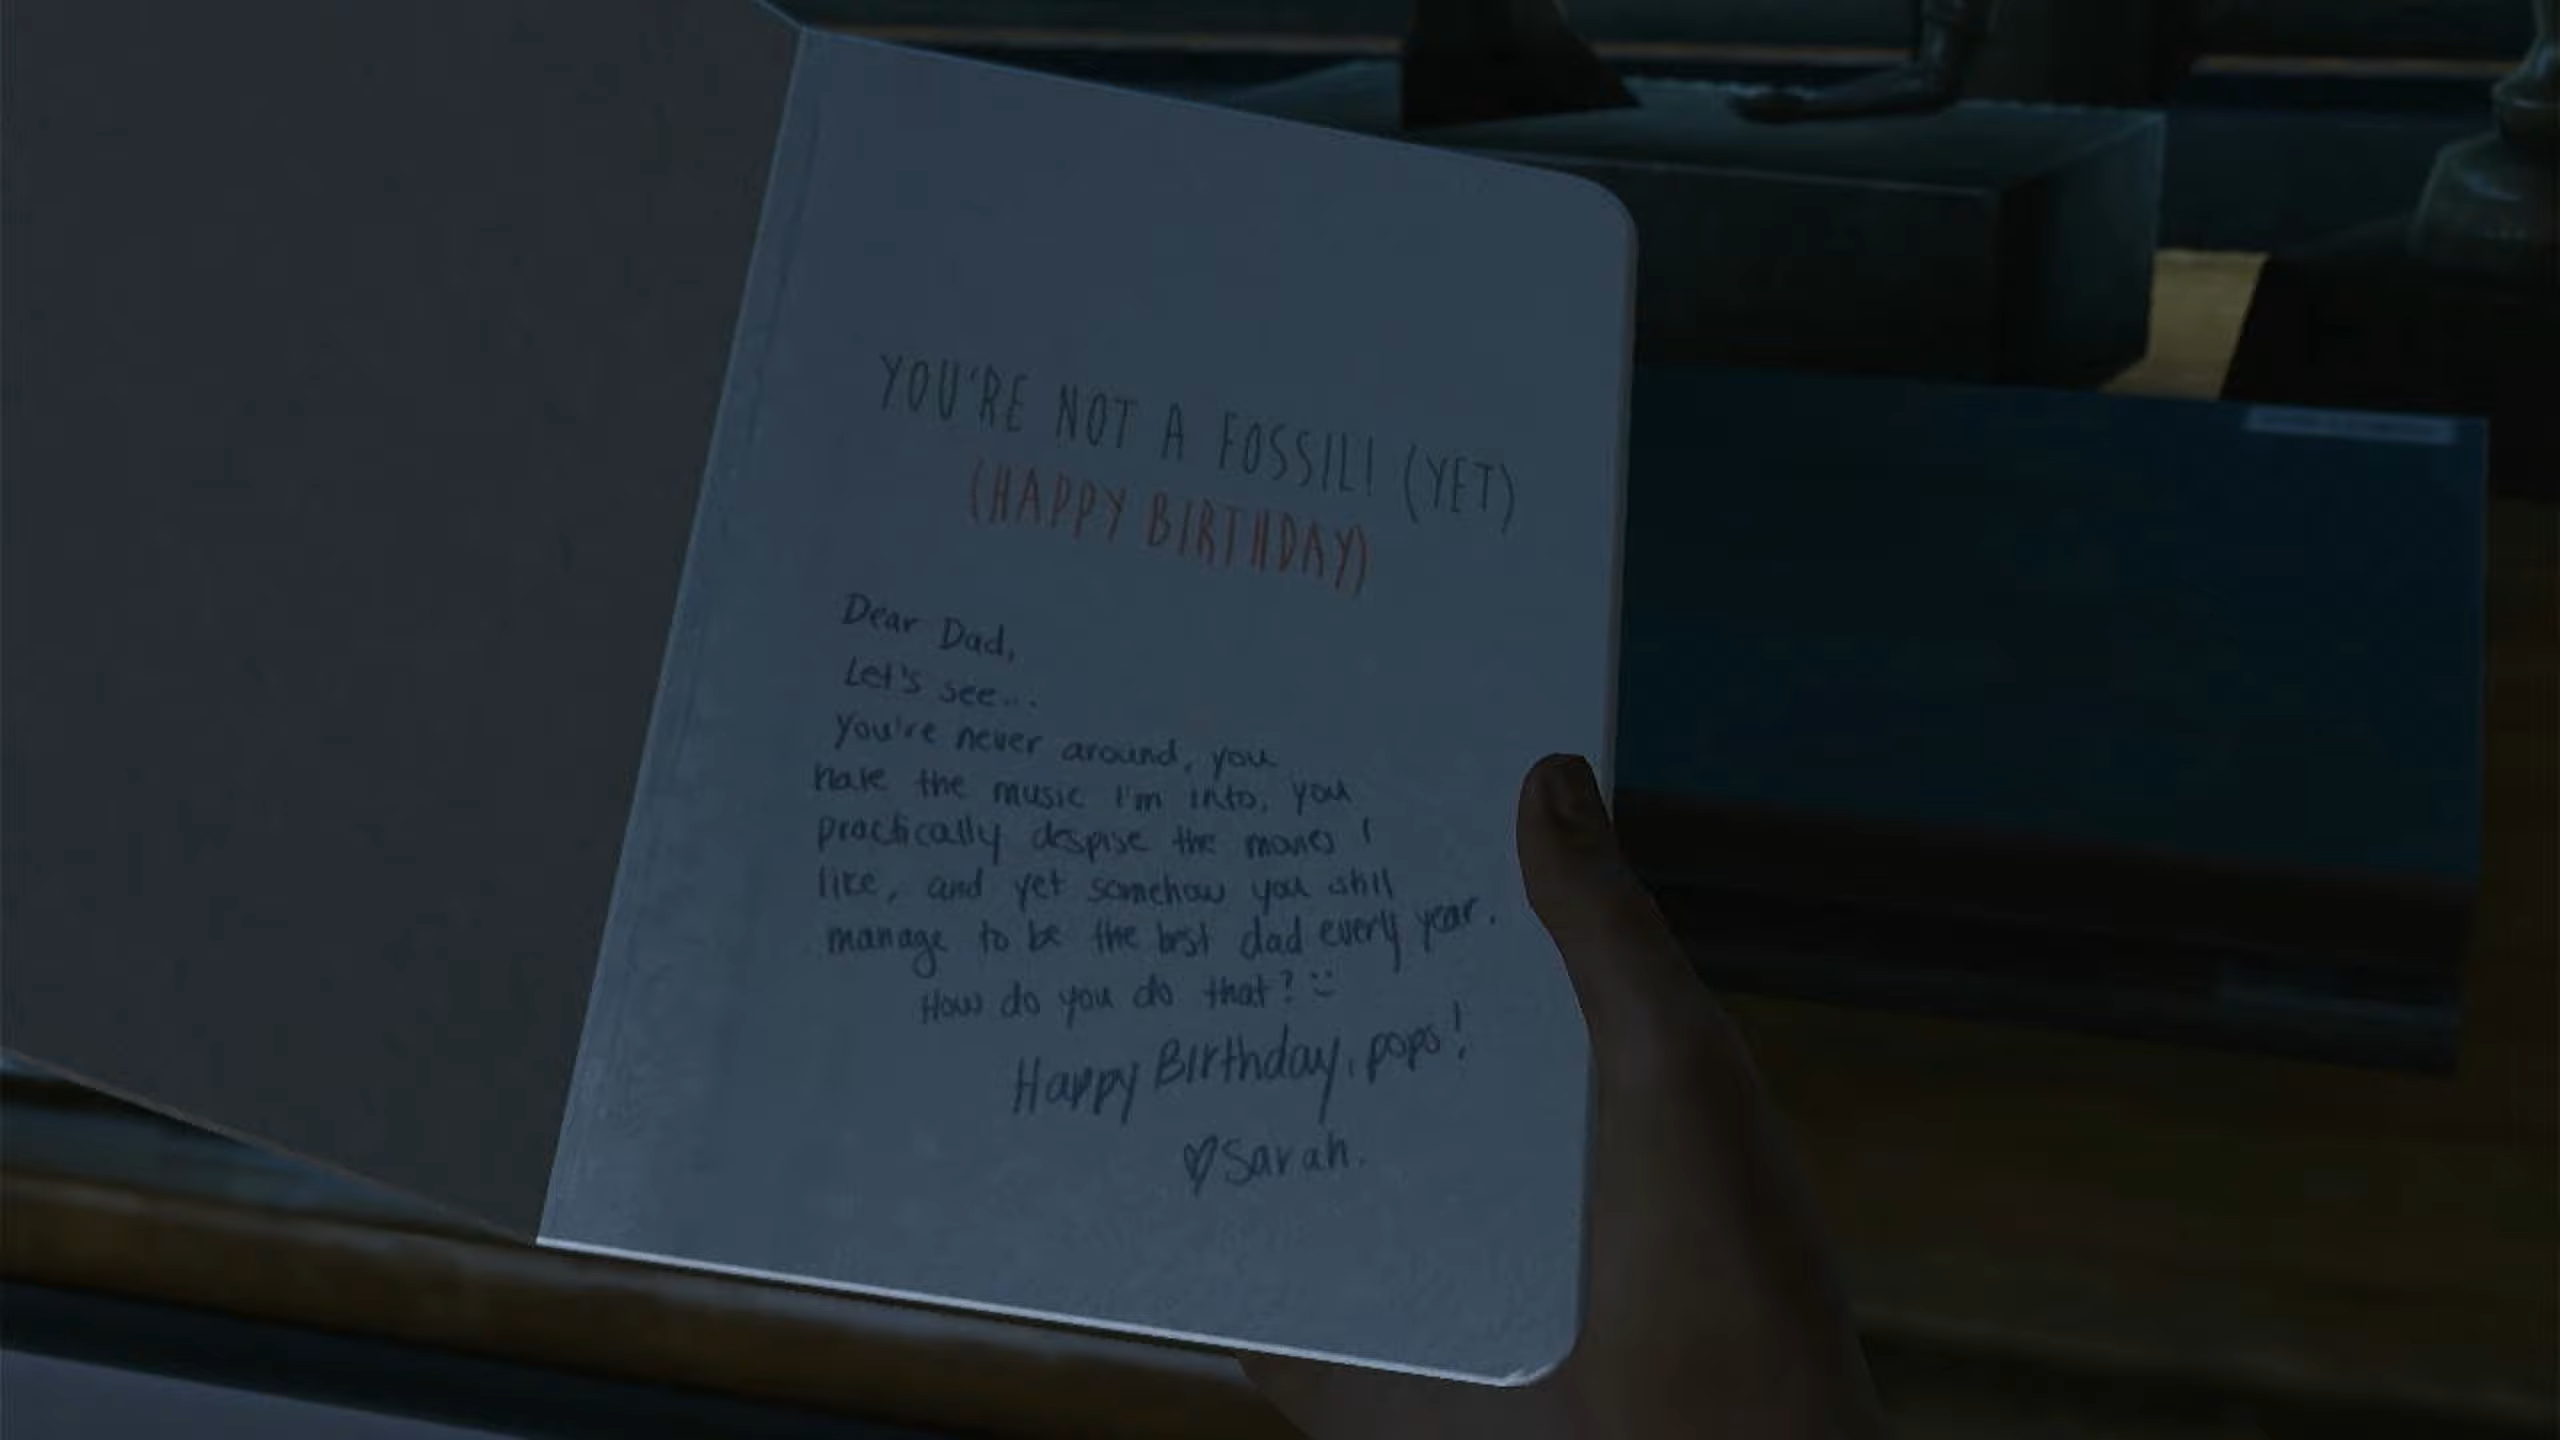 YOU'RE NOT A FOSSIL! (YET)
(HAPPY BIRTHDAY)
Dear Dad,
Let's see...
You're never around, you
hate the music I'm into, you
practically despise the movies I
like, and yet somehow you still
manage to be the best dad every year.
How do you do that? :)
Happy Birthday, pops!
♡Sarah.